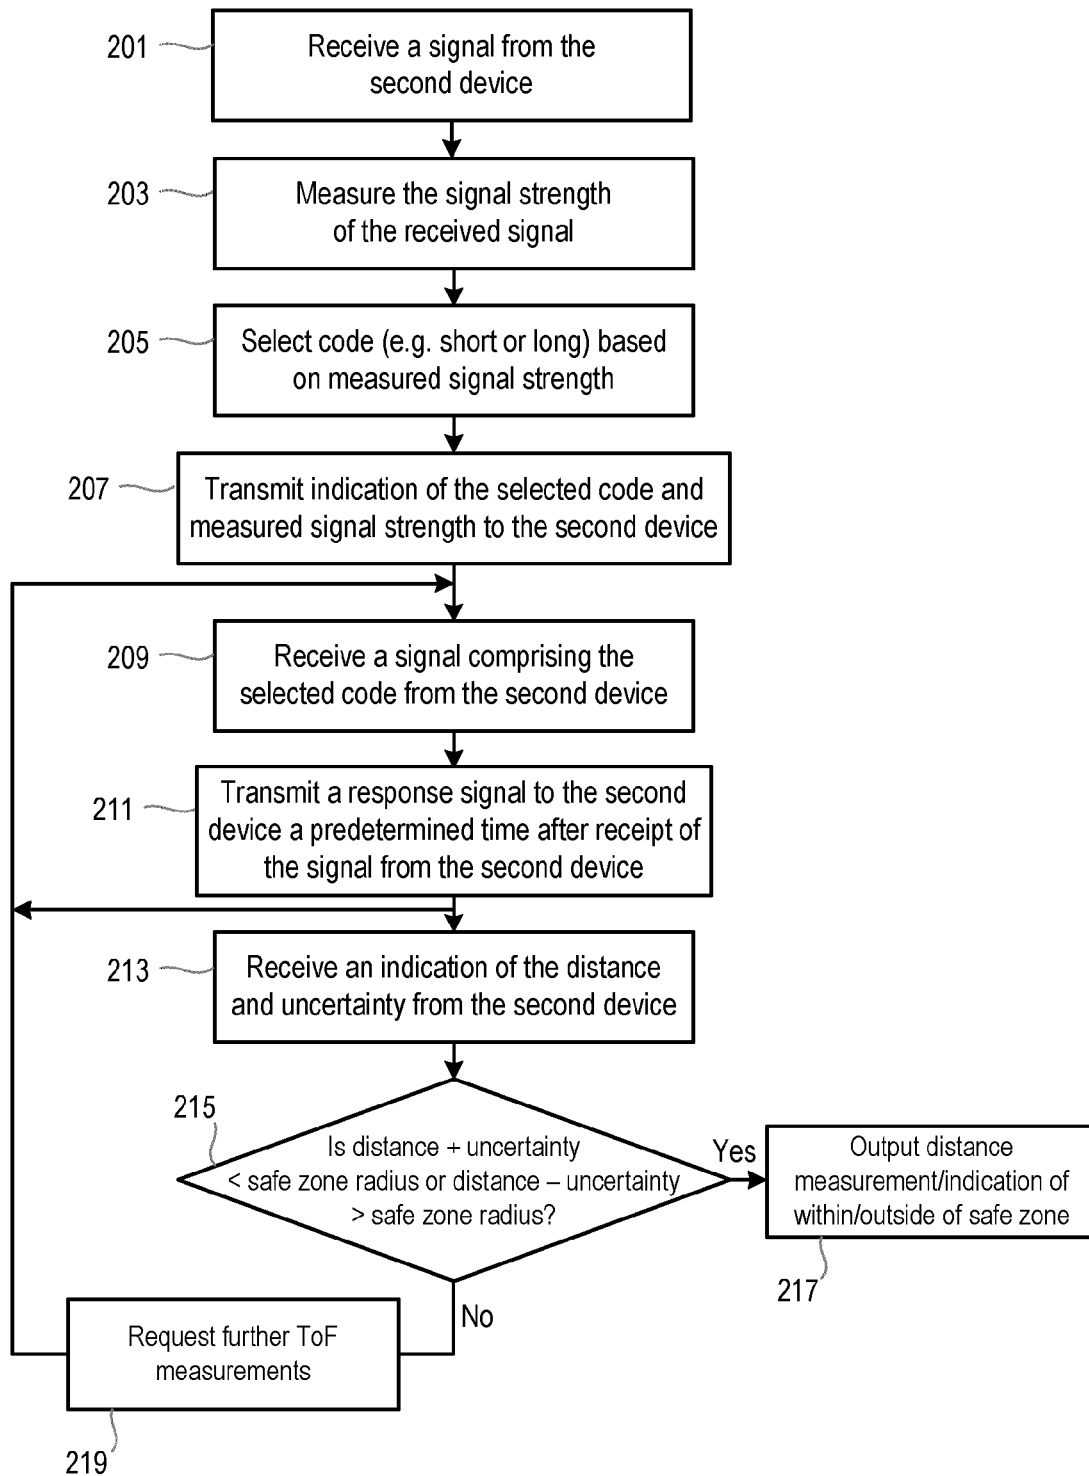 201
Receive a signal from the
second device
203
Measure the signal strength
of the received signal
205
Select code (e.g. short or long) based
on measured signal strength
207
Transmit indication of the selected code and
measured signal strength to the second device
209
Receive a signal comprising the
selected code from the second device
211
Transmit a response signal to the second
device a predetermined time after receipt of
the signal from the second device
213
Receive an indication of the distance
and uncertainty from the second device
215
Is distance + uncertainty
< safe zone radius or distance – uncertainty
> safe zone radius?
Yes
Output distance
measurement/indication of
within/outside of safe zone
217
No
Request further ToF
measurements
219